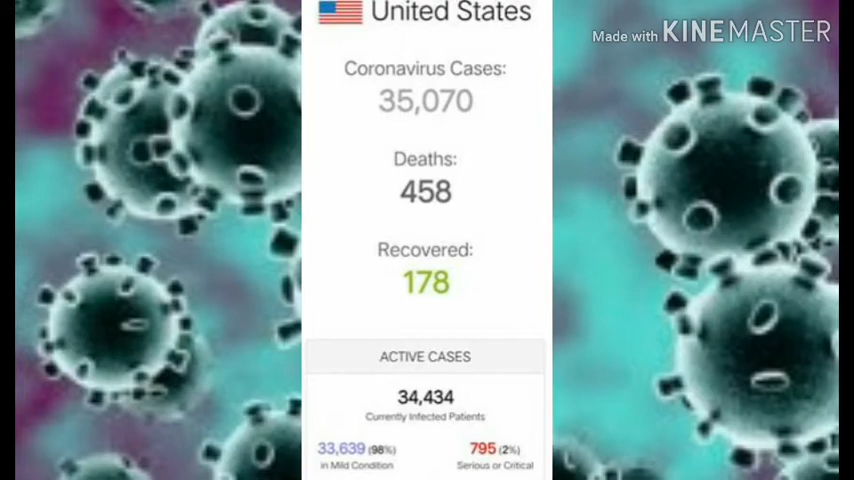 United States
Made with KINEMASTER
Coronavirus Cases:
35,070
Deaths:
458
Recovered:
178
ACTIVE CASES
34,434
Currently Infected Patients
33,639 (98%)
in Mild Condition
795 (2%)
Serious or Critical